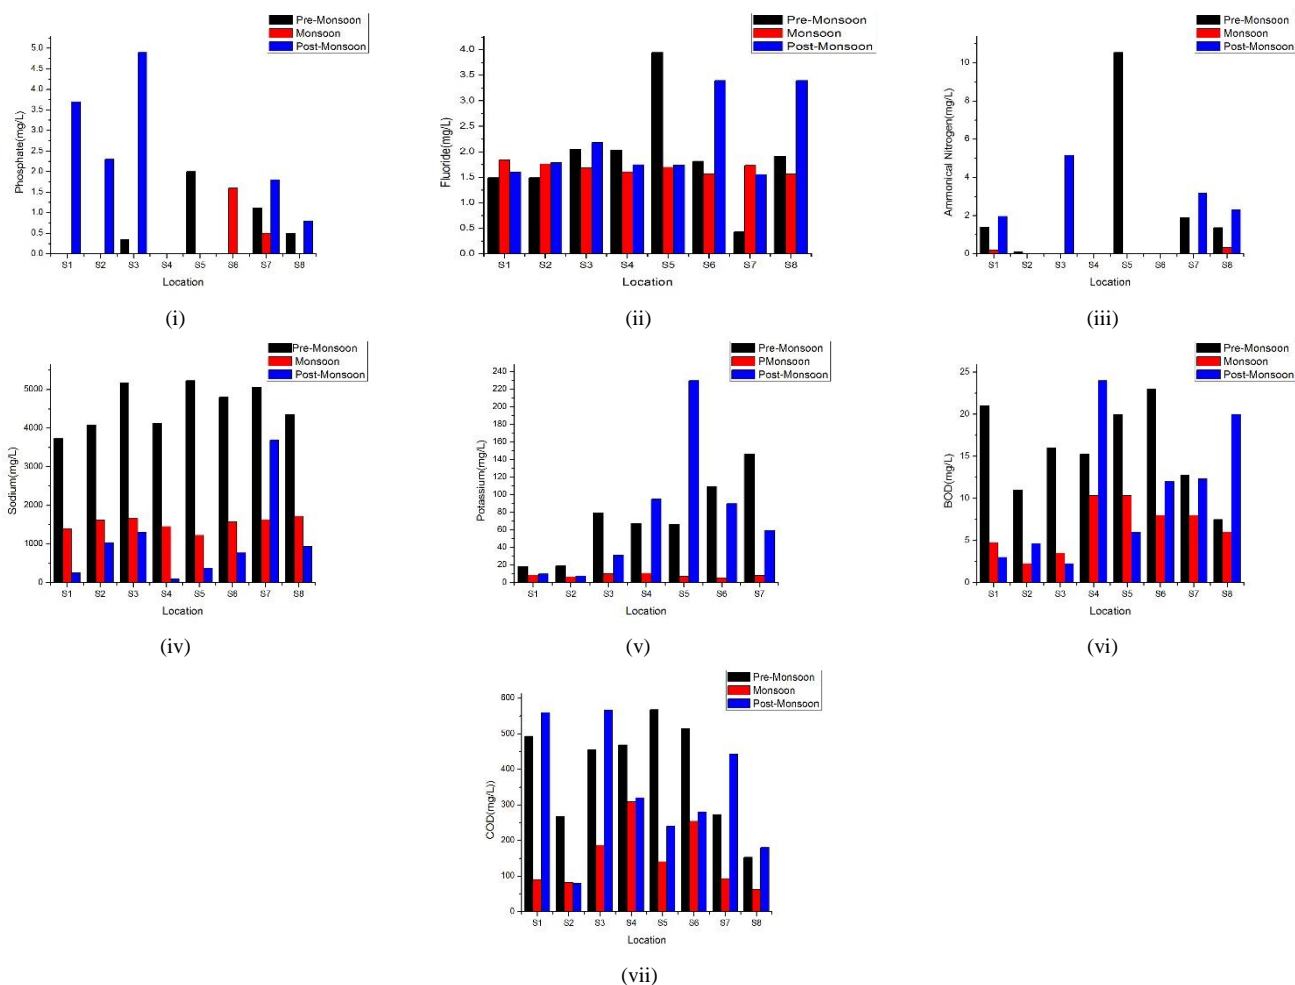 Pre-Monsoon
Monsoon
Post-Monsoon
5.0
4.5
4.0
3.5
3.0
2.5
2.0
1.5
1.0
0.5
0.0
Phosphate(mg/L)
S1 S2 S3 S4 S5 S6 S7 S8
Location
(i)
Pre-Monsoon
Monsoon
Post-Monsoon
4.0
3.5
3.0
2.5
2.0
1.5
1.0
0.5
0.0
Fluoride(mg/L)
S1 S2 S3 S4 S5 S6 S7 S8
Location
(ii)
Pre-Monsoon
Monsoon
Post-Monsoon
10
8
6
4
2
0
Ammonical Nitrogen(mg/L)
S1 S2 S3 S4 S5 S6 S7 S8
Location
(iii)
Pre-Monsoon
Monsoon
Post-Monsoon
5000
4000
3000
2000
1000
0
Sodium(mg/L)
S1 S2 S3 S4 S5 S6 S7 S8
Location
(iv)
Pre-Monsoon
PMonsoon
Post-Monsoon
240
220
200
180
160
140
120
100
80
60
40
20
0
Potassium(mg/L)
S1 S2 S3 S4 S5 S6 S7
Location
(v)
Pre-Monsoon
Monsoon
Post-Monsoon
25
20
15
10
5
0
BOD(mg/L)
S1 S2 S3 S4 S5 S6 S7 S8
Location
(vi)
Pre-Monsoon
Monsoon
Post-Monsoon
600
500
400
300
200
100
0
COD(mg/L))
S1 S2 S3 S4 S5 S6 S7 S8
Location
(vii)